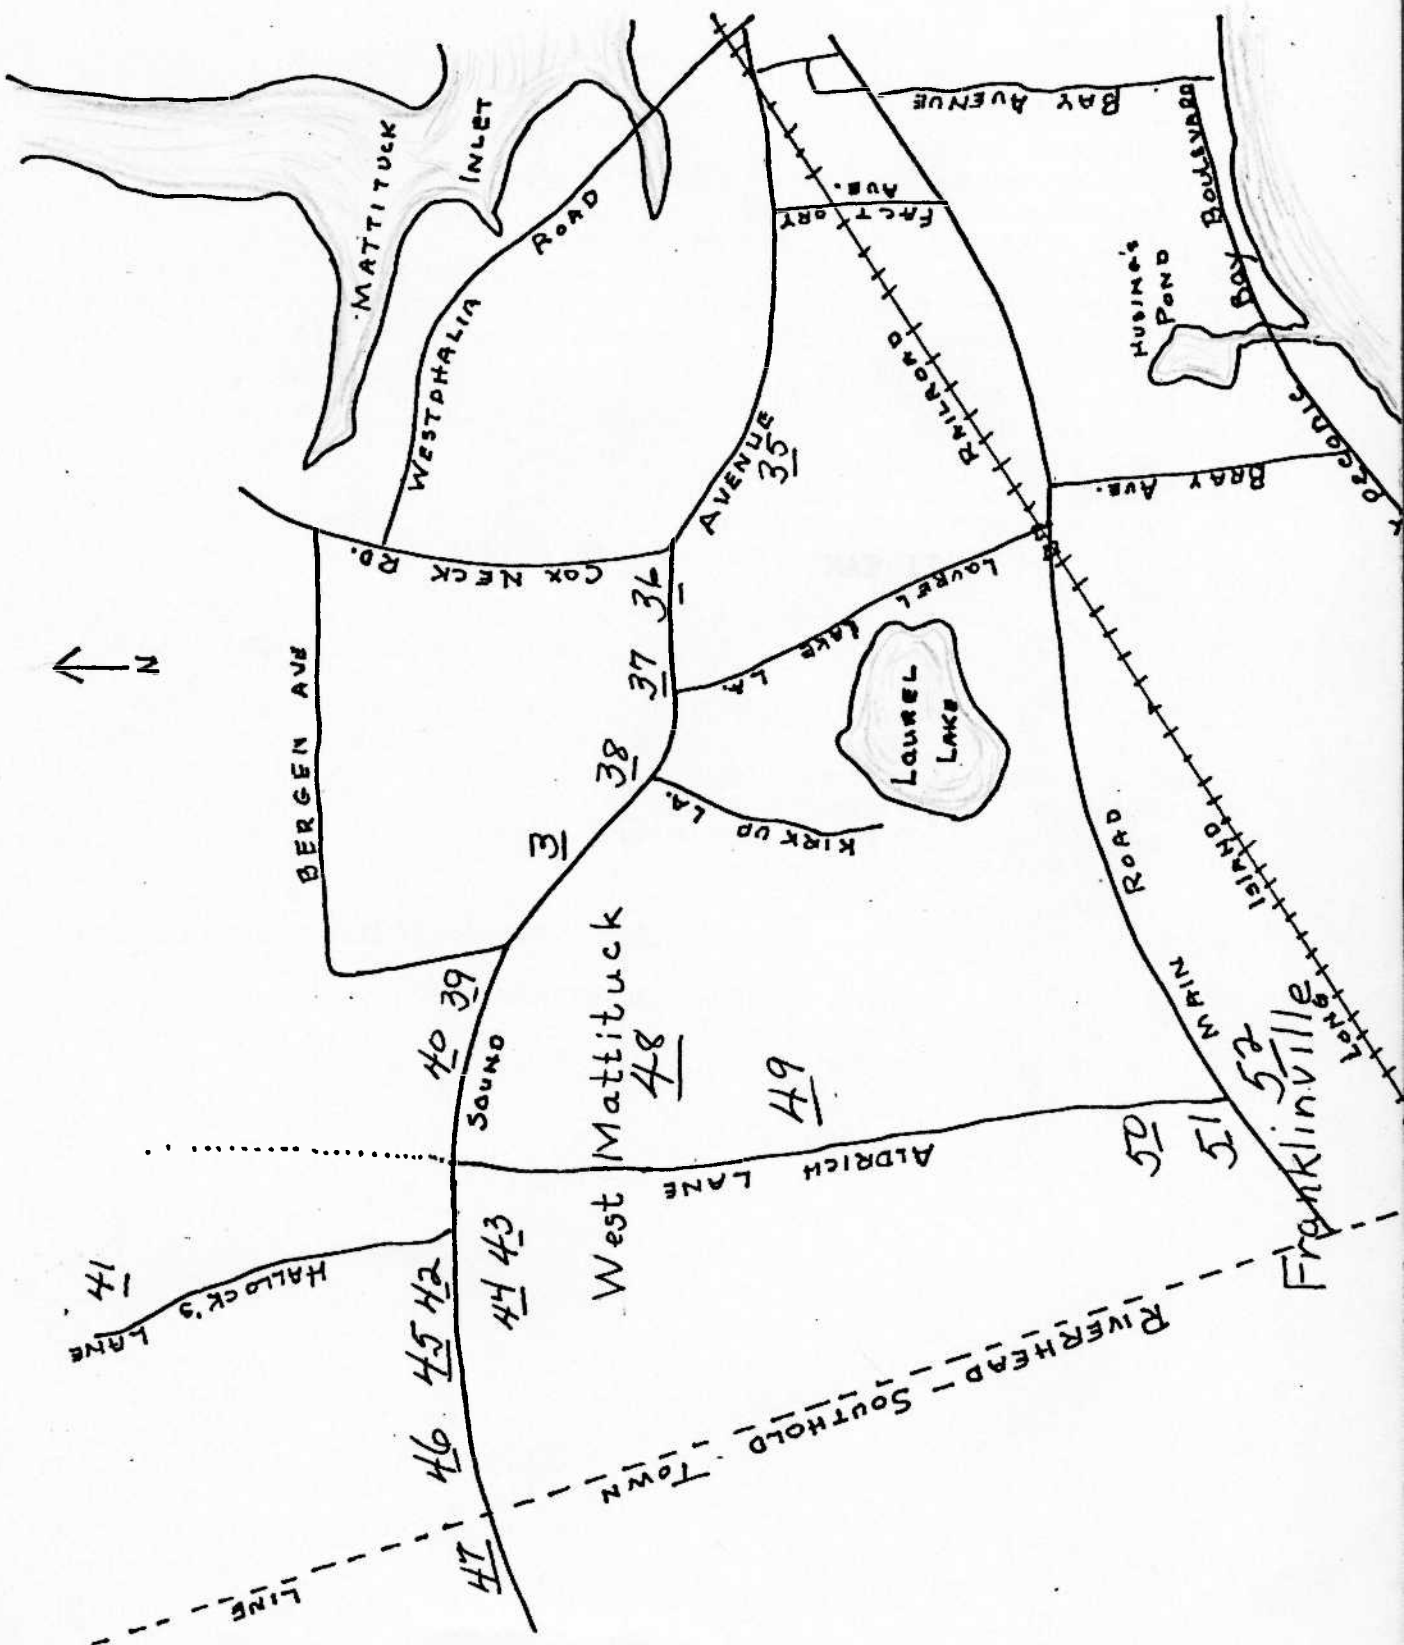 MATTITUCK
INLET
WESTPHALIA
ROAD
BERGEN AVE
COX NECK RD.
N
SOUND
AVENUE
35
36
37
38
3
39
40
41
HALLOCK'S
LANE
42
43
44
45
46
47
West Mattituck
48
49
ALDRICH
LANE
50
51
52
Franklinville
KIRKUP LA.
LAUREL
LAKE
LAUREL
LAKE
LA.
MAIN
ROAD
LONG
ISLAND
RAILROAD
FACTORY
AVE.
BAY AVENUE
BRAY AVE.
HUSING'S
POND
PECONIC
BAY
BOULEVARD
RIVERHEAD - SOUTHOLD
TOWN
LINE